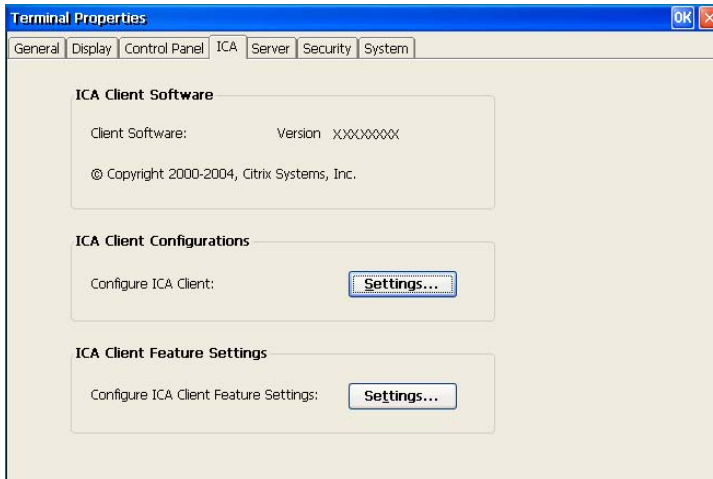 Terminal Properties OK
General Display Control Panel ICA Server Security System
ICA Client Software
Client Software: Version XXXXXXXX
© Copyright 2000-2004, Citrix Systems, Inc.
ICA Client Configurations
Configure ICA Client: Settings...
ICA Client Feature Settings
Configure ICA Client Feature Settings: Settings...